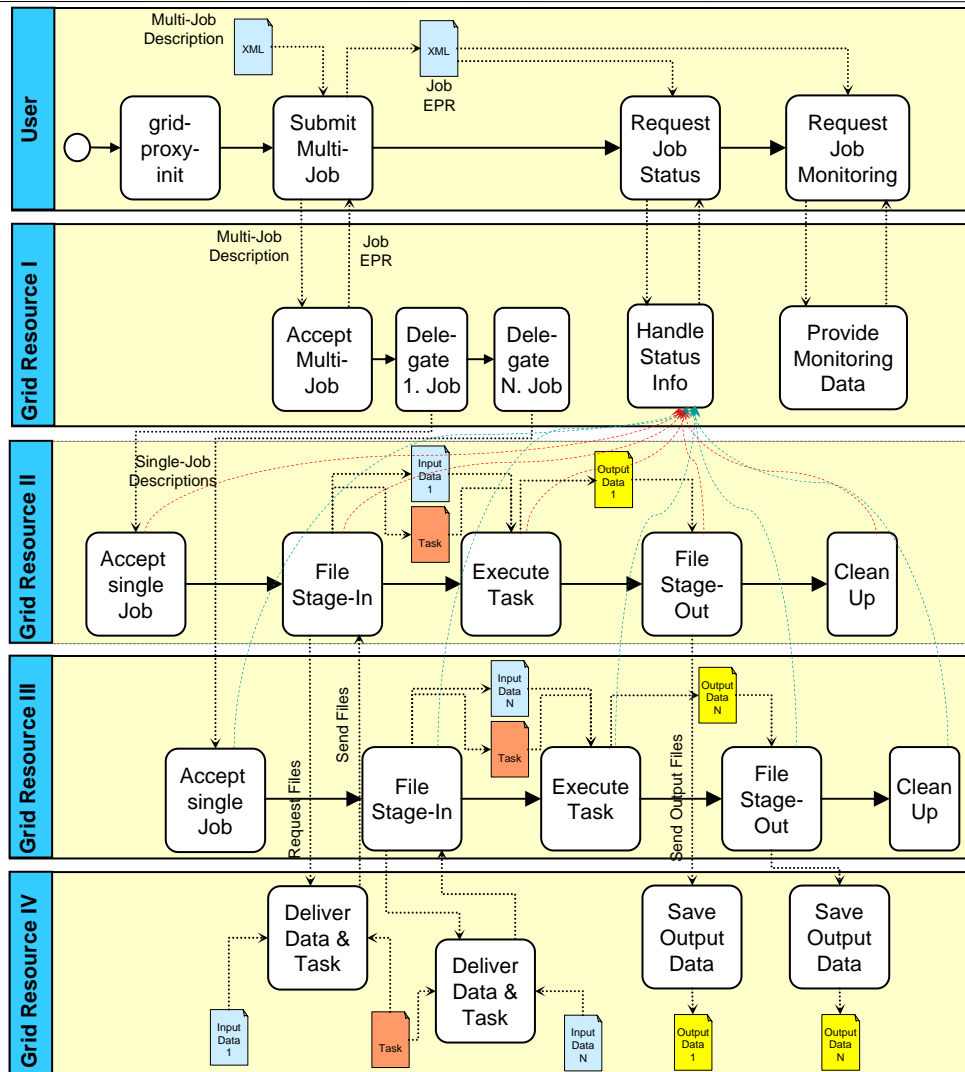 User
Multi-Job
Description
XML
XML
Job
EPR
grid-
proxy-
init
Submit
Multi-
Job
Request
Job
Status
Request
Job
Monitoring
Grid Resource I
Multi-Job
Description
Job
EPR
Accept
Multi-
Job
Dele-
gate
1. Job
Dele-
gate
N. Job
Handle
Status
Info
Provide
Monitoring
Data
Grid Resource II
Single-Job
Descriptions
Input
Data
1
Task
Output
Data
1
Accept
single
Job
File
Stage-In
Execute
Task
File
Stage-
Out
Clean
Up
Grid Resource III
Send Files
Request Files
Input
Data
N
Task
Output
Data
N
Send Output Files
Accept
single
Job
File
Stage-In
Execute
Task
File
Stage-
Out
Clean
Up
Grid Resource IV
Deliver
Data &
Task
Deliver
Data &
Task
Save
Output
Data
Save
Output
Data
Input
Data
1
Task
Input
Data
N
Output
Data
1
Output
Data
N